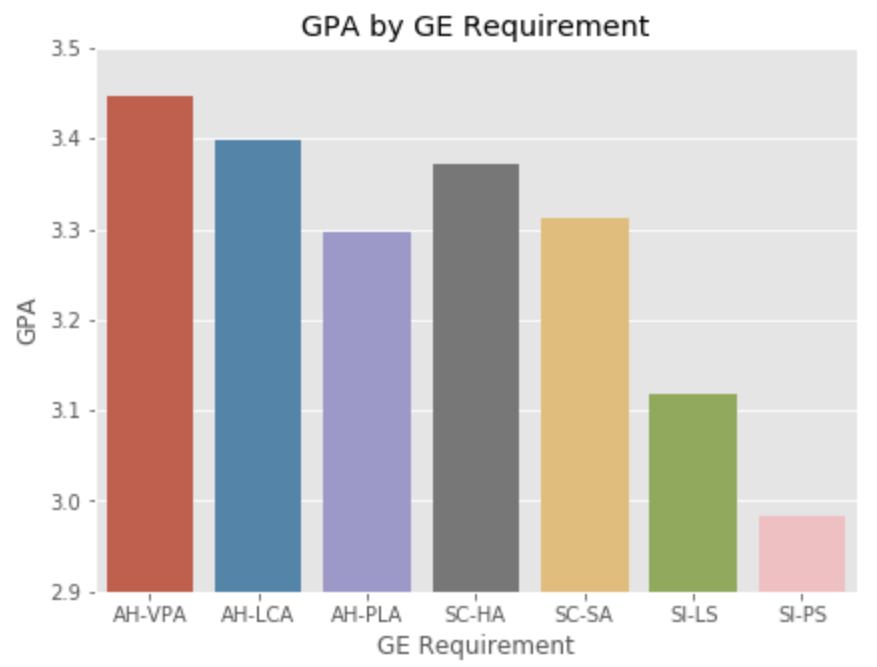 GPA by GE Requirement
3.5
3.4
3.3
3.2
3.1
3.0
2.9
GPA
AH-VPA AH-LCA AH-PLA SC-HA SC-SA SI-LS SI-PS
GE Requirement